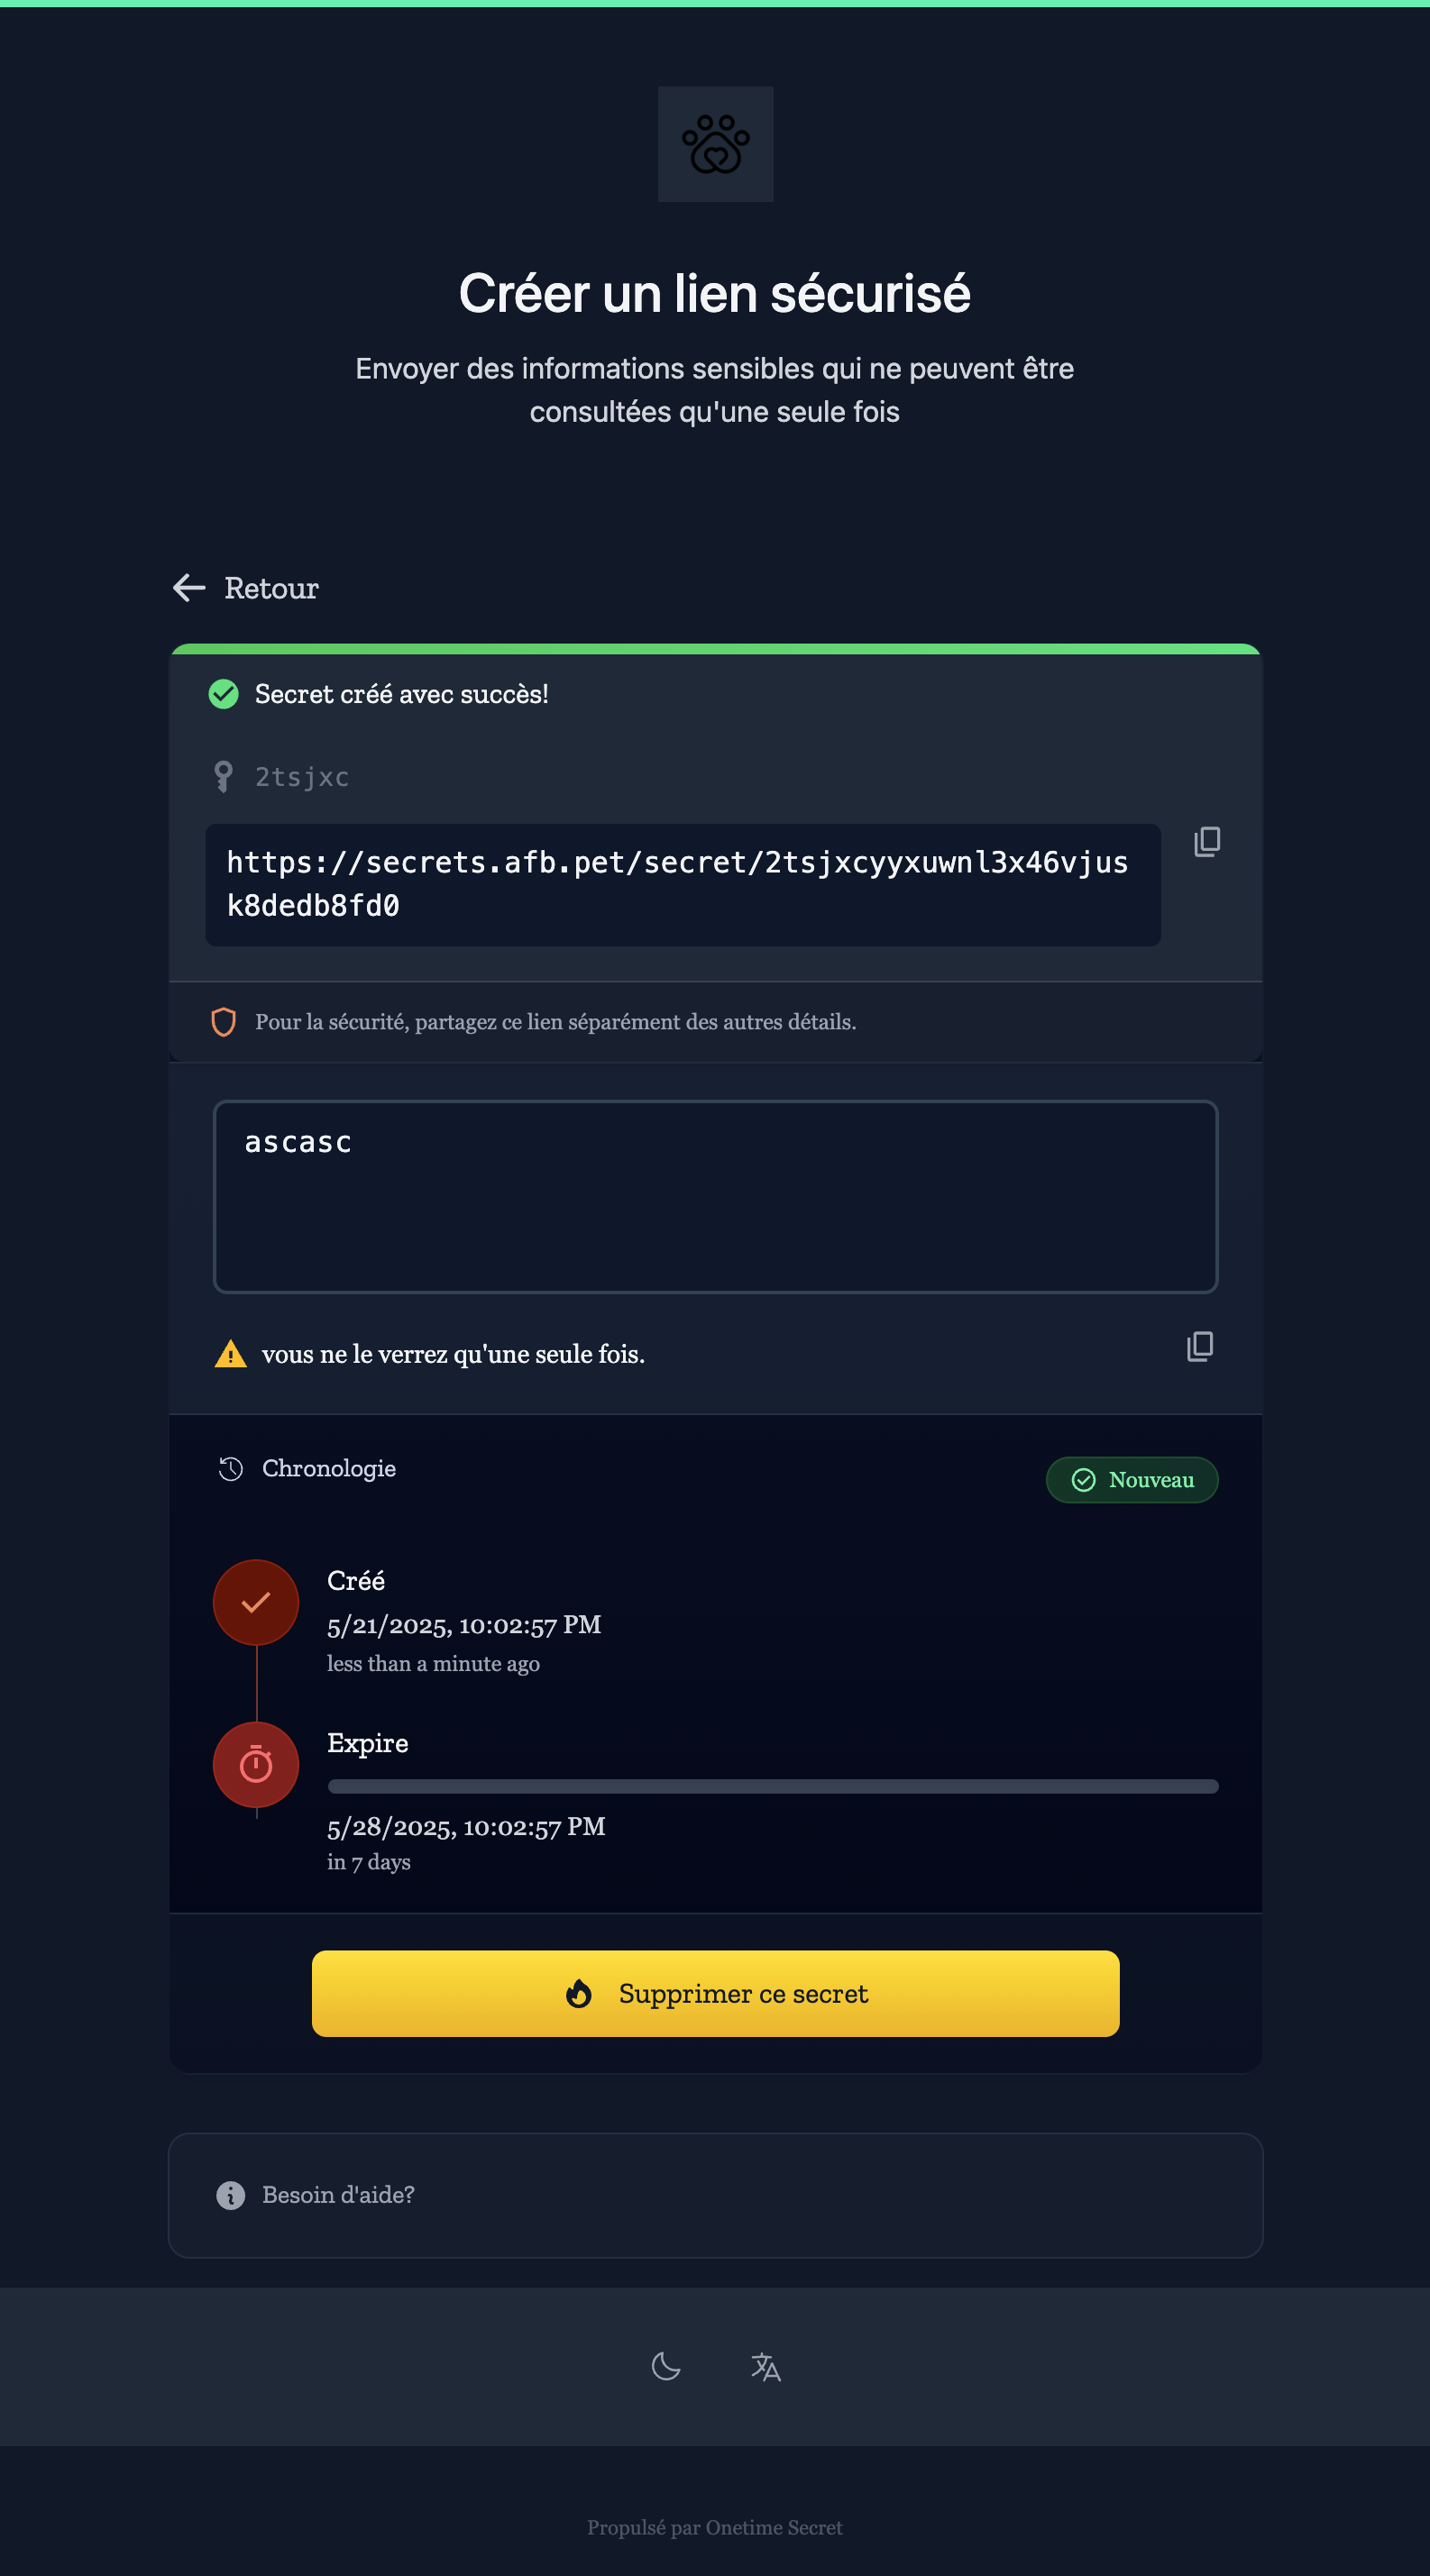 Créer un lien sécurisé
Envoyer des informations sensibles qui ne peuvent être
consultées qu'une seule fois
Retour
Secret créé avec succès!
2tsjxc
https://secrets.afb.pet/secret/2tsjxcyyxuwnl3x46vjus
k8dedb8fd0
Pour la sécurité, partagez ce lien séparément des autres détails.
ascasc
vous ne le verrez qu'une seule fois.
Chronologie
Nouveau
Créé
5/21/2025, 10:02:57 PM
less than a minute ago
Expire
5/28/2025, 10:02:57 PM
in 7 days
Supprimer ce secret
Besoin d'aide?
Propulsé par Onetime Secret